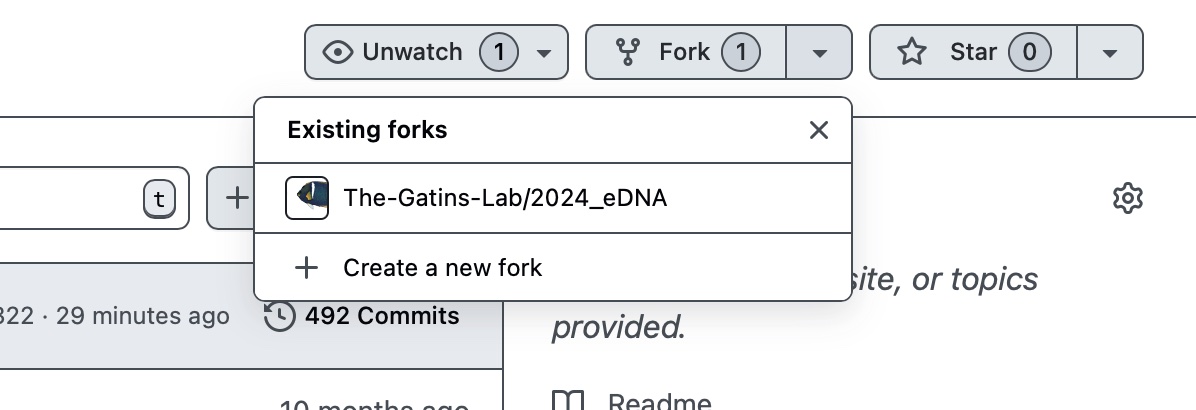 Unwatch 1
Fork 1
Star 0
Existing forks
t
The-Gatins-Lab/2024_eDNA
Create a new fork
site, or topics
322 · 29 minutes ago
492 Commits
provided.
10 months ago
Readme